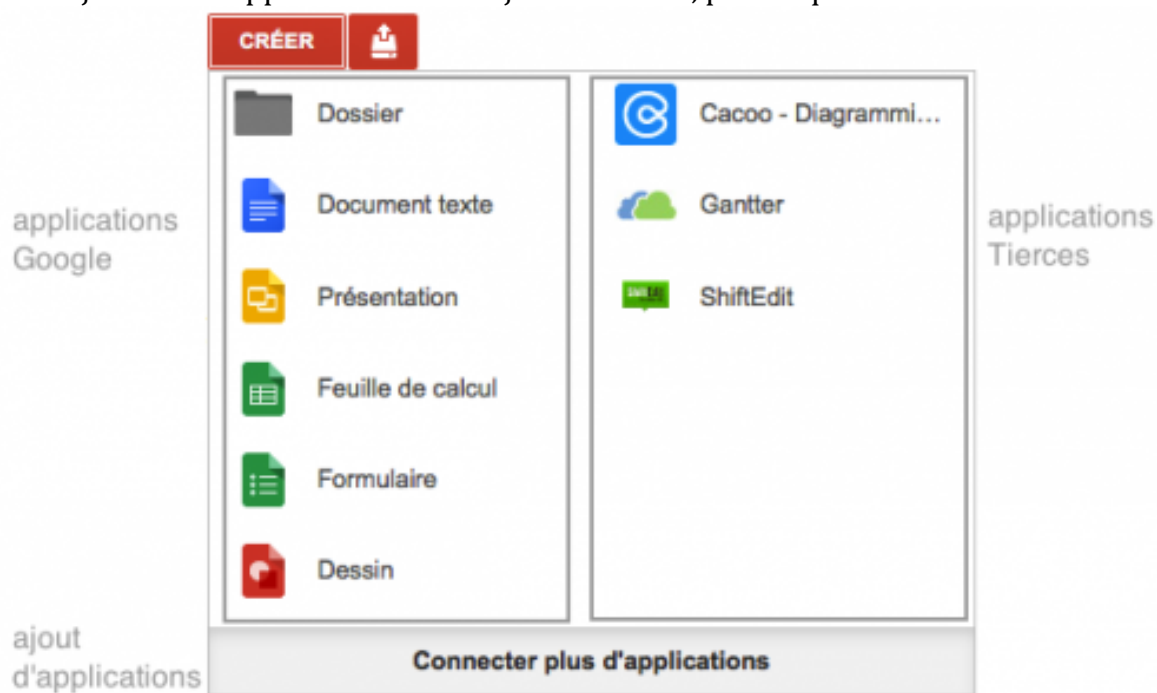 CRÉER
Dossier
Cacoo - Diagrammi...
Document texte
Gantter
applications
Google
applications
Tierces
Présentation
ShiftEdit
Feuille de calcul
Formulaire
Dessin
ajout
d'applications
Connecter plus d'applications